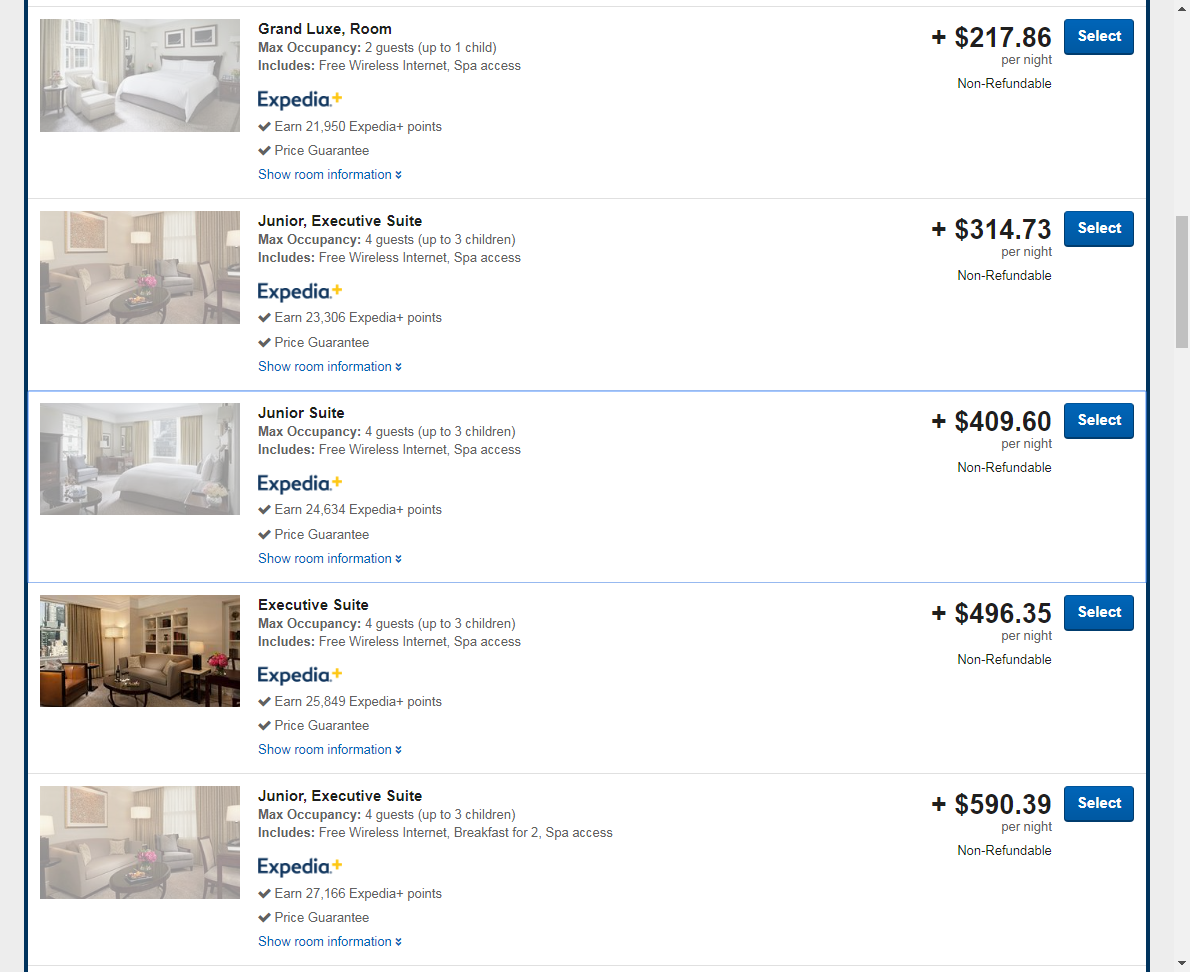 Grand Luxe, Room
+ $217.86
Select
Max Occupancy: 2 guests (up to 1 child)
per night
Includes: Free Wireless Internet, Spa access
Non-Refundable
Expedia.+
Earn 21,950 Expedia+ points
Price Guarantee
Show room information
Junior, Executive Suite
+ $314.73
Select
Max Occupancy: 4 guests (up to 3 children)
per night
Includes: Free Wireless Internet, Spa access
Non-Refundable
Expedia.+
Earn 23,306 Expedia+ points
Price Guarantee
Show room information
Junior Suite
+ $409.60
Select
Max Occupancy: 4 guests (up to 3 children)
per night
Includes: Free Wireless Internet, Spa access
Non-Refundable
Expedia.+
Earn 24,634 Expedia+ points
Price Guarantee
Show room information
Executive Suite
+ $496.35
Select
Max Occupancy: 4 guests (up to 3 children)
per night
Includes: Free Wireless Internet, Spa access
Non-Refundable
Expedia.+
Earn 25,849 Expedia+ points
Price Guarantee
Show room information
Junior, Executive Suite
+ $590.39
Select
Max Occupancy: 4 guests (up to 3 children)
per night
Includes: Free Wireless Internet, Breakfast for 2, Spa access
Non-Refundable
Expedia.+
Earn 27,166 Expedia+ points
Price Guarantee
Show room information